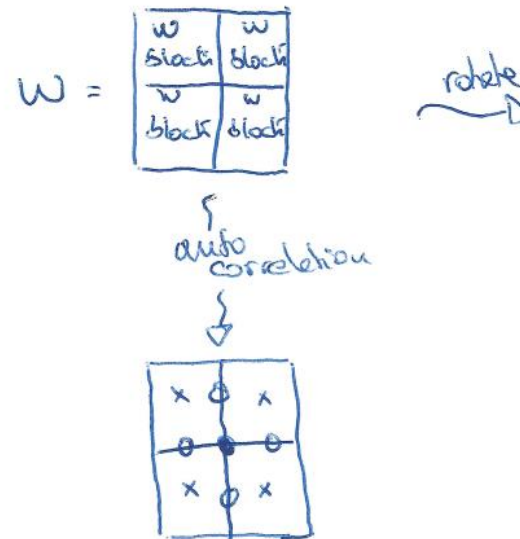 W =
w block w block
w block w block
rotate
auto
correlation
x x
x x